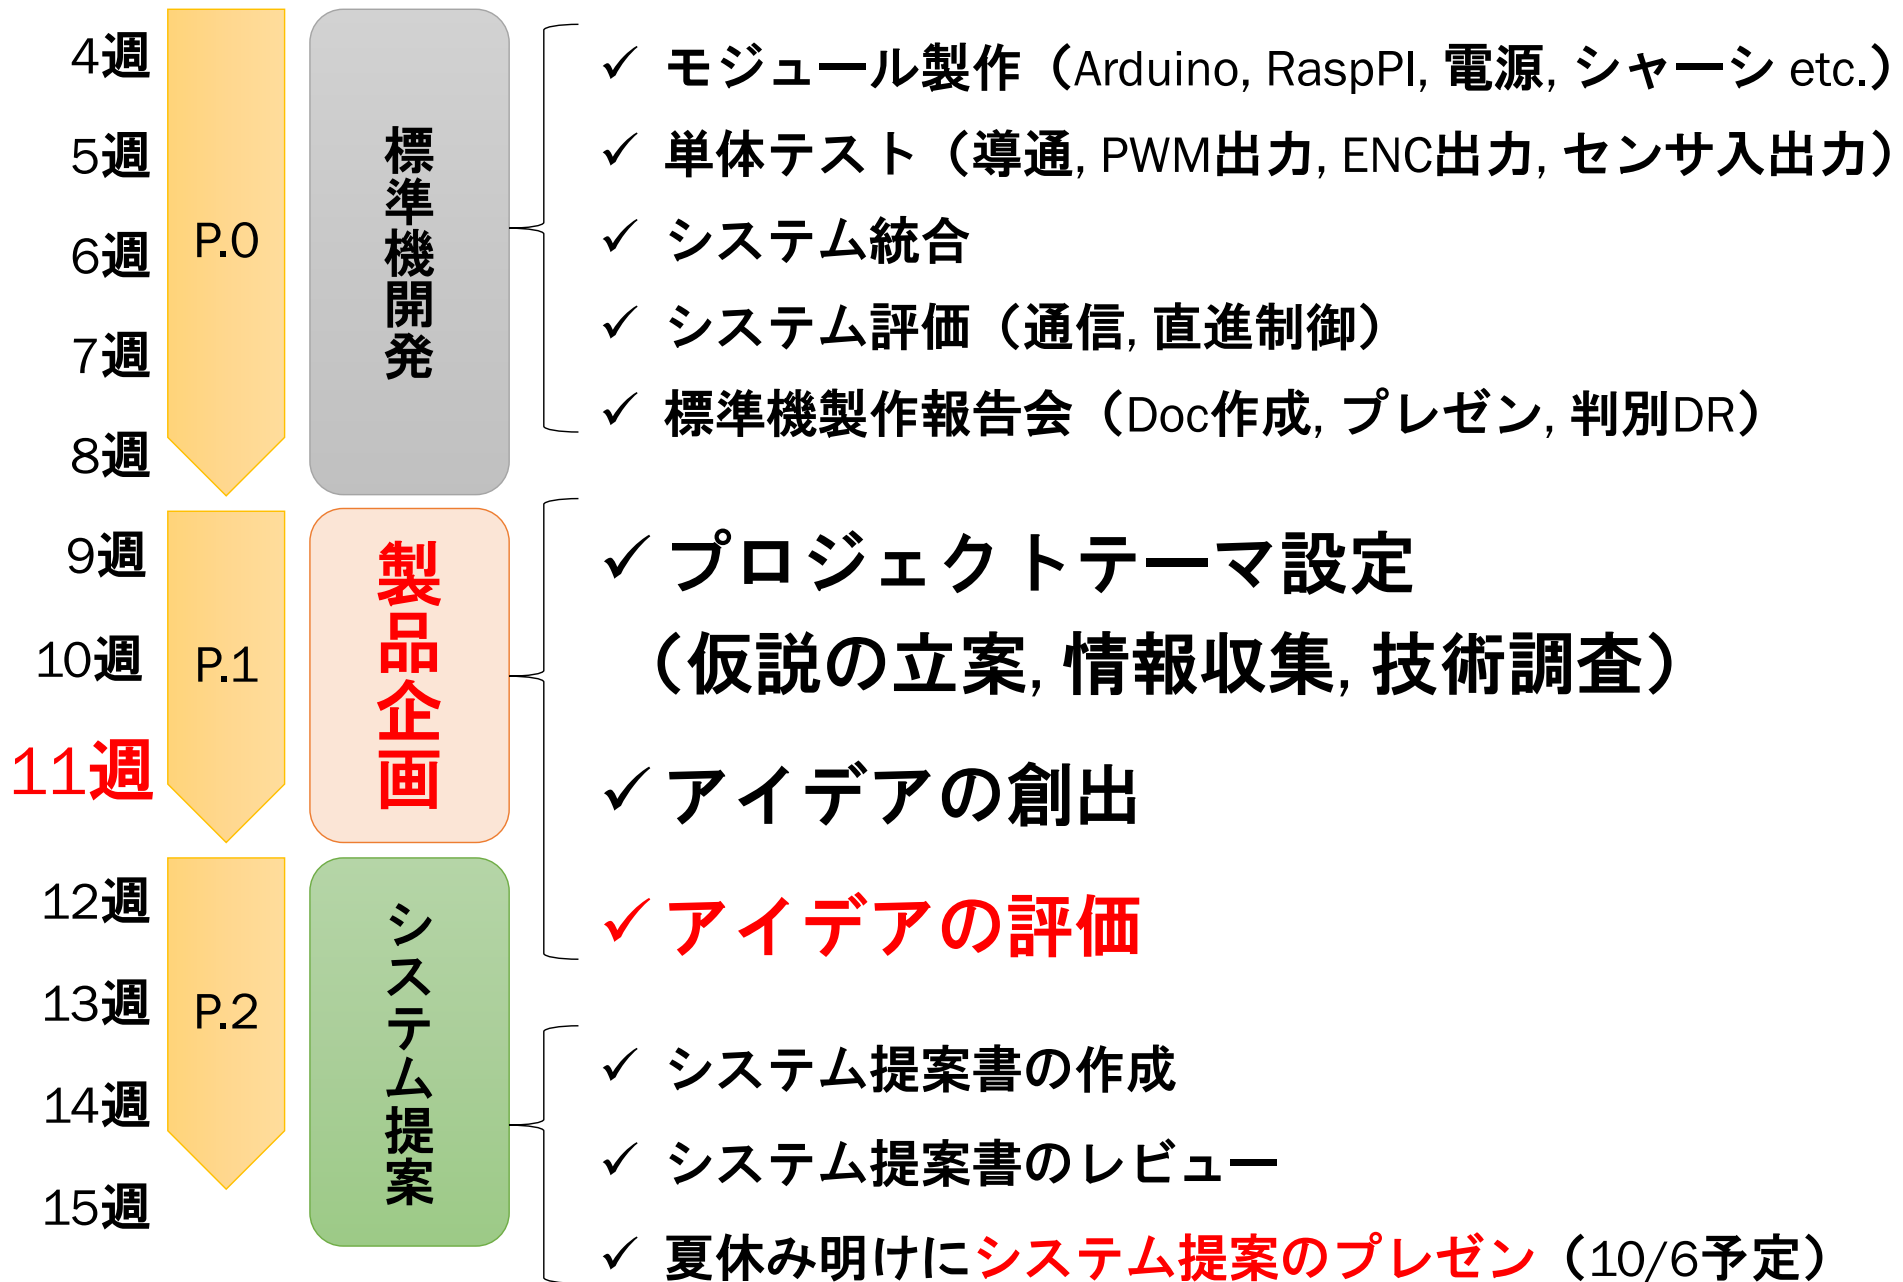 4週
5週
6週
7週
8週
P.0
標準機開発
✓ モジュール製作（Arduino, RaspPI, 電源, シャーシ etc.）
✓ 単体テスト（導通, PWM出力, ENC出力, センサ入出力）
✓ システム統合
✓ システム評価（通信, 直進制御）
✓ 標準機製作報告会（Doc作成, プレゼン, 判別DR）
9週
10週
11週
P.1
製品企画
✓ プロジェクトテーマ設定
（仮説の立案, 情報収集, 技術調査）
✓ アイデアの創出
✓ アイデアの評価
12週
13週
14週
15週
P.2
システム提案
✓ システム提案書の作成
✓ システム提案書のレビュー
✓ 夏休み明けにシステム提案のプレゼン（10/6予定）